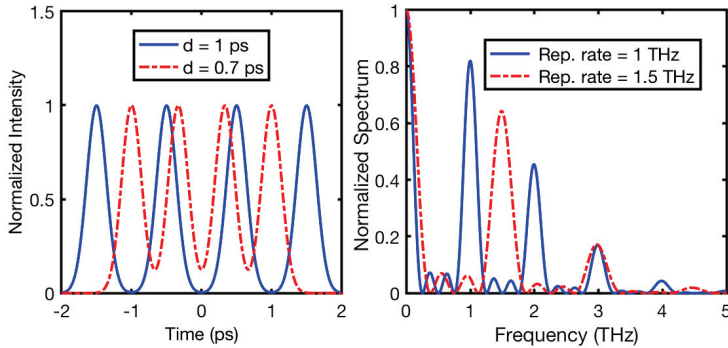 1.5
1
0.5
0
-2
-1
0
1
2
Normalized Intensity
Time (ps)
d = 1 ps
d = 0.7 ps
1
0.8
0.6
0.4
0.2
0
0
1
2
3
4
5
Normalized Spectrum
Frequency (THz)
Rep. rate = 1 THz
Rep. rate = 1.5 THz